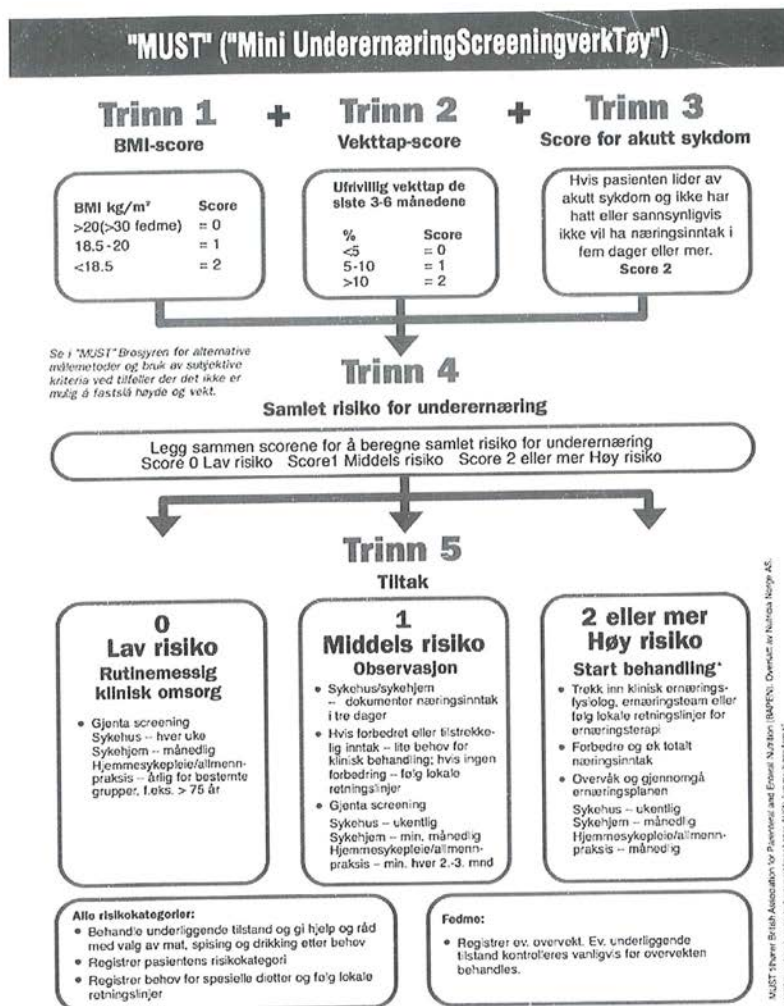 "MUST" ("Mini UnderernæringScreeningverkTøy")
Trinn 1 + Trinn 2 + Trinn 3
BMI-score
Vekttap-score
Score for akutt sykdom
BMI kg/m² Score
>20(>30 fedme) = 0
18.5-20 = 1
<18.5 = 2
Ufrivillig vekttap de
siste 3-6 månedene
% Score
<5 = 0
5-10 = 1
>10 = 2
Hvis pasienten lider av
akutt sykdom og ikke har
hatt eller sannsynligvis
ikke vil ha næringsinntak i
fem dager eller mer.
Score 2
Se i "MUST" Brosjyren for alternative
målemetoder og bruk av subjektive
kriteria ved tilfeller der det ikke er
mulig å fastslå høyde og vekt.
Trinn 4
Samlet risiko for underernæring
Legg sammen scorene for å beregne samlet risiko for underernæring
Score 0 Lav risiko Score1 Middels risiko Score 2 eller mer Høy risiko
Trinn 5
Tiltak
0
Lav risiko
Rutinemessig
klinisk omsorg
• Gjenta screening
Sykehus – hver uke
Sykehjem – månedlig
Hjemmesykepleie/allmenn-
praksis – årlig for bestemte
grupper, f.eks. > 75 år
1
Middels risiko
Observasjon
• Sykehus/sykehjem
– dokumenter næringsinntak
i tre dager
• Hvis forbedret eller tilstrekke-
lig inntak – lite behov for
klinisk behandling; hvis ingen
forbedring – følg lokale
retningslinjer
• Gjenta screening
Sykehus – ukentlig
Sykehjem – min. månedlig
Hjemmesykepleie/allmenn-
praksis – min. hver 2.-3. mnd
2 eller mer
Høy risiko
Start behandling*
• Trekk inn klinisk ernærings-
fysiolog, ernæringsteam eller
følg lokale retningslinjer for
ernæringsterapi
• Forbedre og øk totalt
næringsinntak
• Overvåk og gjennomgå
ernæringsplanen
Sykehus – ukentlig
Sykehjem – månedlig
Hjemmesykepleie/allmenn-
praksis – månedlig
Alle risikokategorier:
• Behandle underliggende tilstand og gi hjelp og råd
med valg av mat, spising og drikking etter behov
• Registrer pasientens risikokategori
• Registrer behov for spesielle dietter og følg lokale
retningslinjer
Fedme:
• Registrer ev. overvekt. Ev. underliggende
tilstand kontrolleres vanligvis før overvekten
behandles.
British Association for Parenteral and Enteral Nutrition (BAPEN). Oversatt av Nutricia Norge AS.